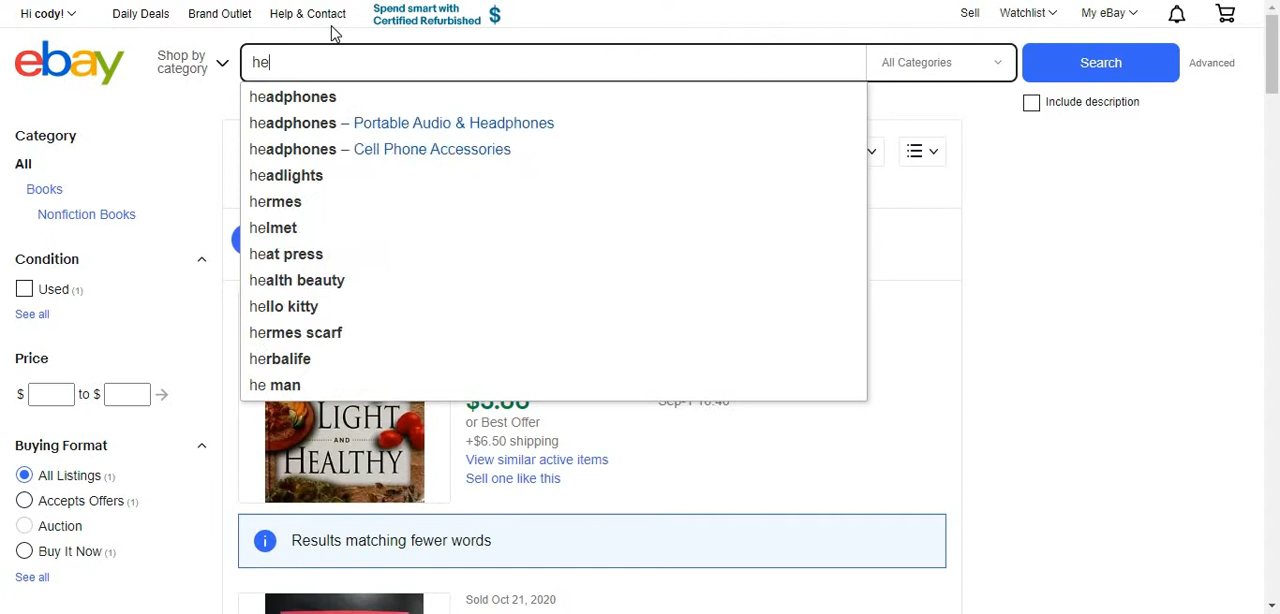 Hi cody! Daily Deals Brand Outlet Help & Contact Spend smart with Certified Refurbished $ Sell Watchlist My eBay
ebay Shop by category he All Categories Search Advanced
Include description
headphones
headphones – Portable Audio & Headphones
headphones – Cell Phone Accessories
headlights
hermes
helmet
heat press
health beauty
hello kitty
hermes scarf
herbalife
he man
Category
All
Books
Nonfiction Books
Condition
Used (1)
See all
Price
$ to $
Buying Format
All Listings (1)
Accepts Offers (1)
Auction
Buy It Now (1)
See all
LIGHT
AND
HEALTHY
or Best Offer
+$6.50 shipping
View similar active items
Sell one like this
Results matching fewer words
Sold Oct 21, 2020